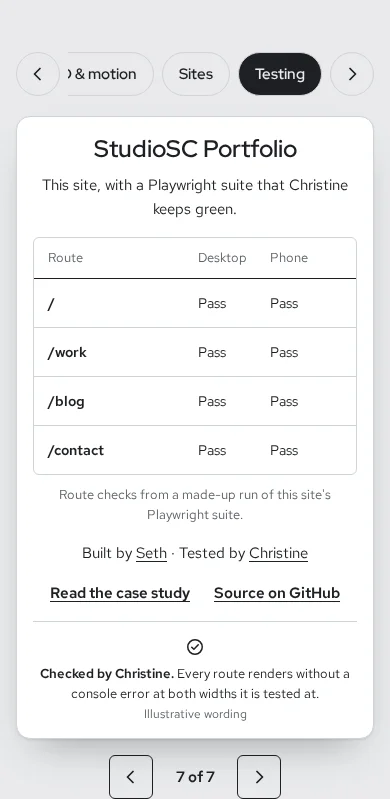 & motion
Sites
Testing
StudioSC Portfolio
This site, with a Playwright suite that Christine
keeps green.
Route Desktop Phone
/ Pass Pass
/work Pass Pass
/blog Pass Pass
/contact Pass Pass
Route checks from a made-up run of this site's
Playwright suite.
Built by Seth · Tested by Christine
Read the case study Source on GitHub
Checked by Christine. Every route renders without a
console error at both widths it is tested at.
Illustrative wording
7 of 7